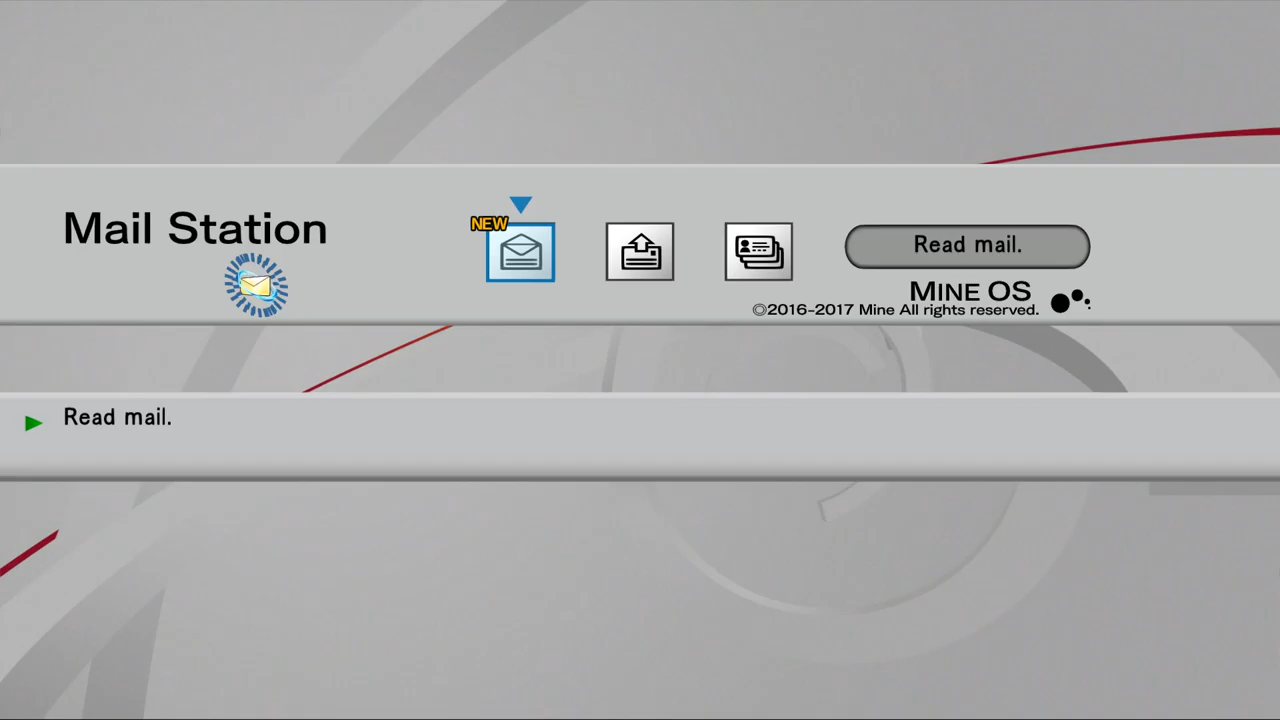 Mail Station
NEW
Read mail.
MINE OS
©2016-2017 Mine All rights reserved.
Read mail.